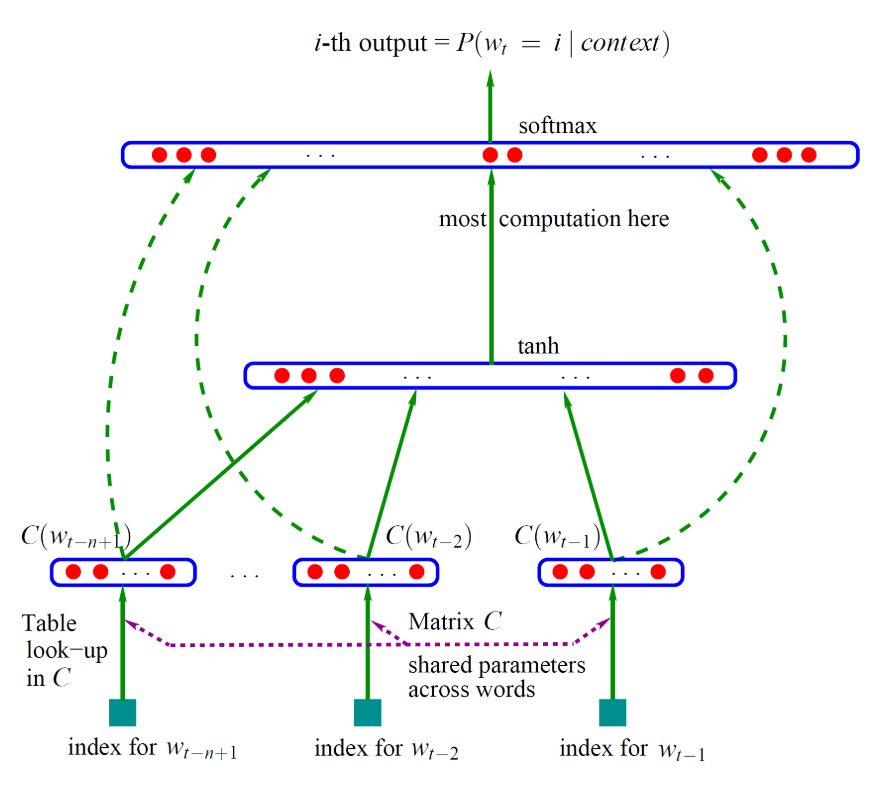 i-th output = P(w_t = i | context)
softmax
. . .
. . .
most computation here
tanh
. . .
. . .
C(w_{t−n+1})
C(w_{t−2})
C(w_{t−1})
. . .
. . .
. . .
. . .
Table
look−up
in C
Matrix C
shared parameters
across words
index for w_{t−n+1}
index for w_{t−2}
index for w_{t−1}